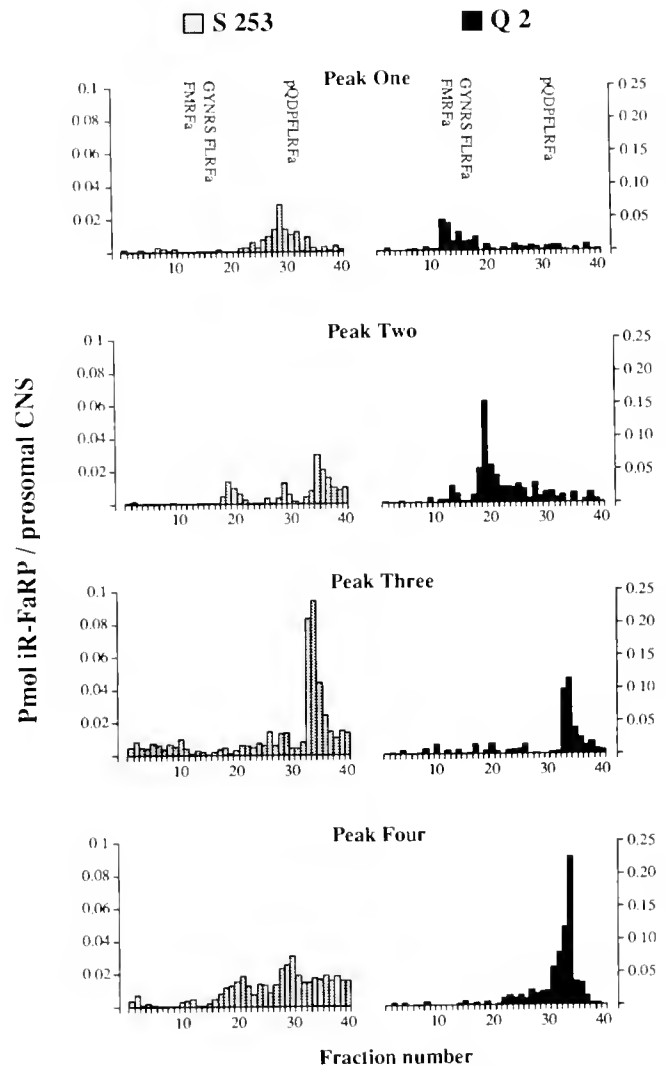 S 253
Q 2
Peak One
FMRFa
GYNRS FLRFa
pQDPFLRFa
FMRFa
GYNRS FLRFa
pQDPFLRFa
0.1
0.08
0.06
0.04
0.02
0.25
0.20
0.15
0.10
0.05
10 20 30 40
10 20 30 40
Peak Two
0.1
0.08
0.06
0.04
0.02
0.25
0.20
0.15
0.10
0.05
10 20 30 40
10 20 30 40
Peak Three
0.1
0.08
0.06
0.04
0.02
0.25
0.20
0.15
0.10
0.05
10 20 30 40
10 20 30 40
Peak Four
0.1
0.08
0.06
0.04
0.02
0.25
0.20
0.15
0.10
0.05
10 20 30 40
10 20 30 40
Pmol iR-FaRP / prosomal CNS
Fraction number